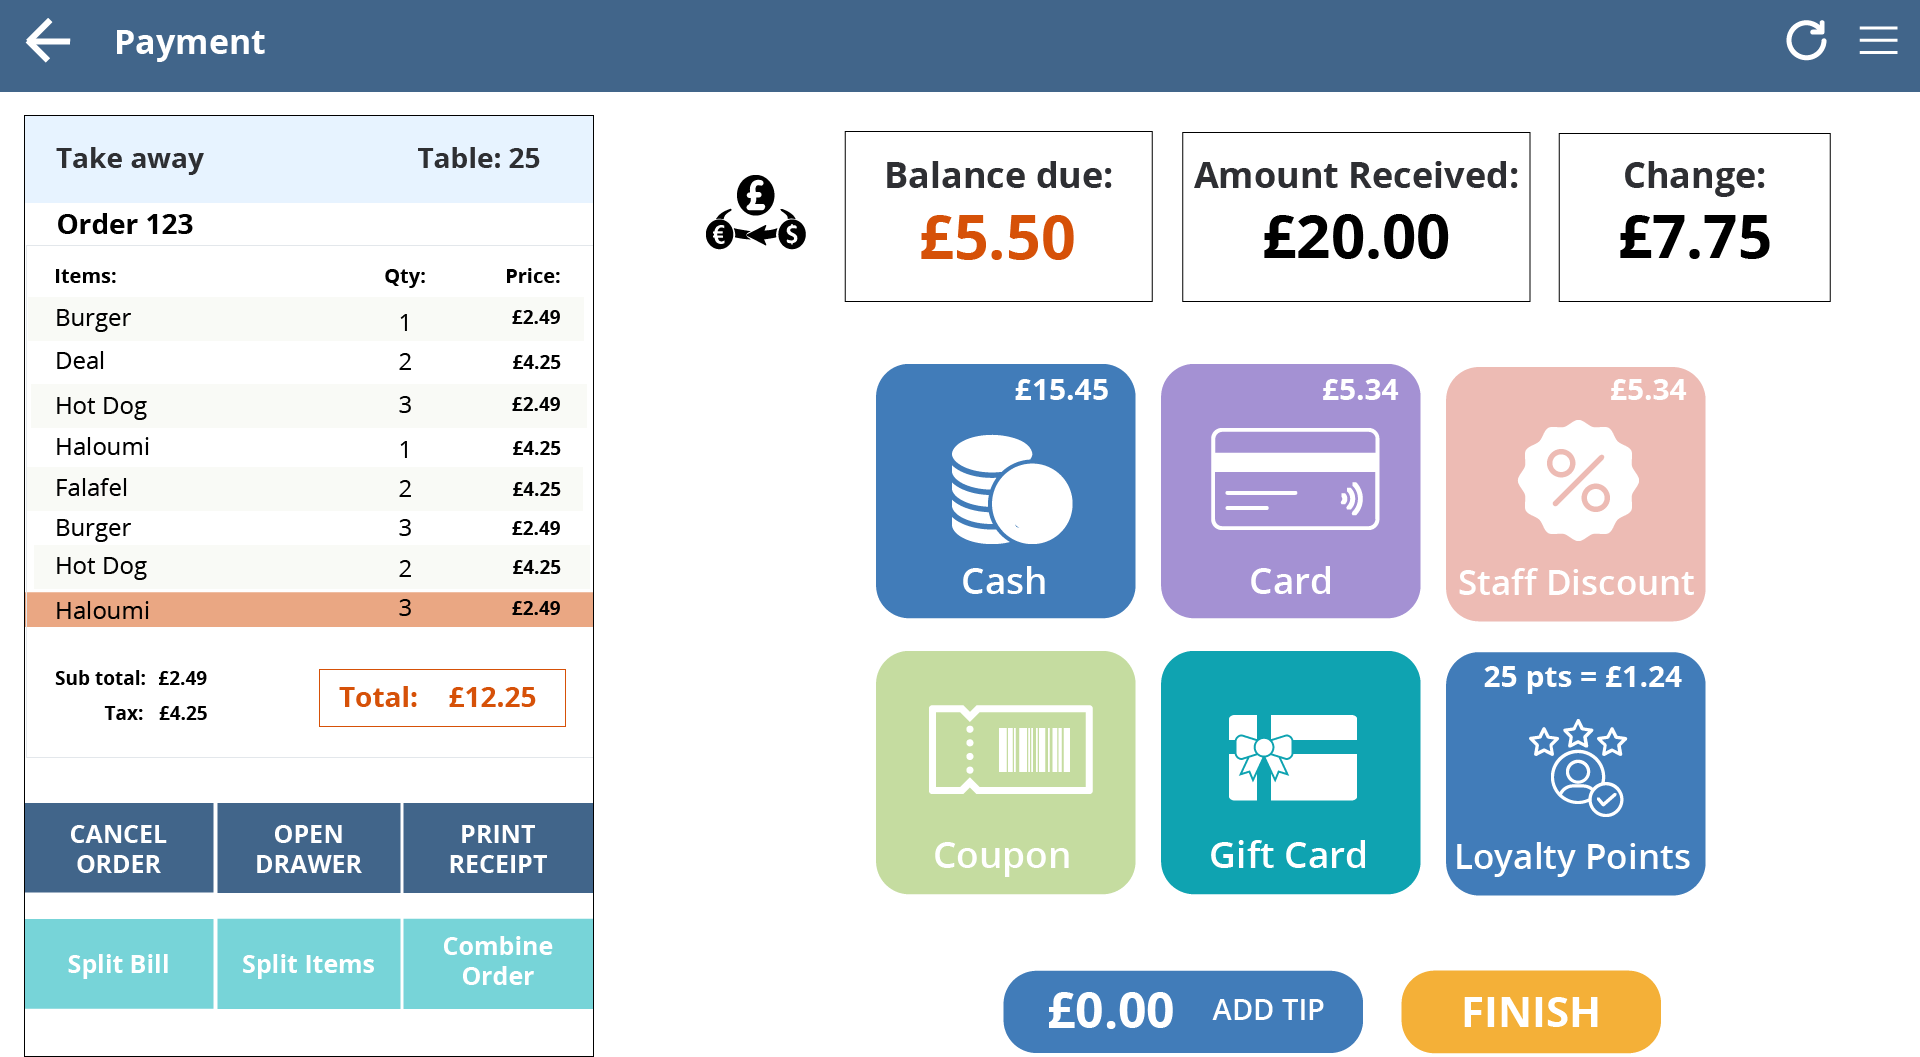 Payment
Take away Table: 25
Order 123
Items: Qty: Price:
Burger 1 £2.49
Deal 2 £4.25
Hot Dog 3 £2.49
Haloumi 1 £4.25
Falafel 2 £4.25
Burger 3 £2.49
Hot Dog 2 £4.25
Haloumi 3 £2.49
Sub total: £2.49
Tax: £4.25
Total: £12.25
CANCEL
ORDER
OPEN
DRAWER
PRINT
RECEIPT
Split Bill
Split Items
Combine
Order
£
€ $
Balance due:
£5.50
Amount Received:
£20.00
Change:
£7.75
£15.45
Cash
£5.34
Card
£5.34
%
Staff Discount
Coupon
Gift Card
25 pts = £1.24
Loyalty Points
£0.00 ADD TIP
FINISH